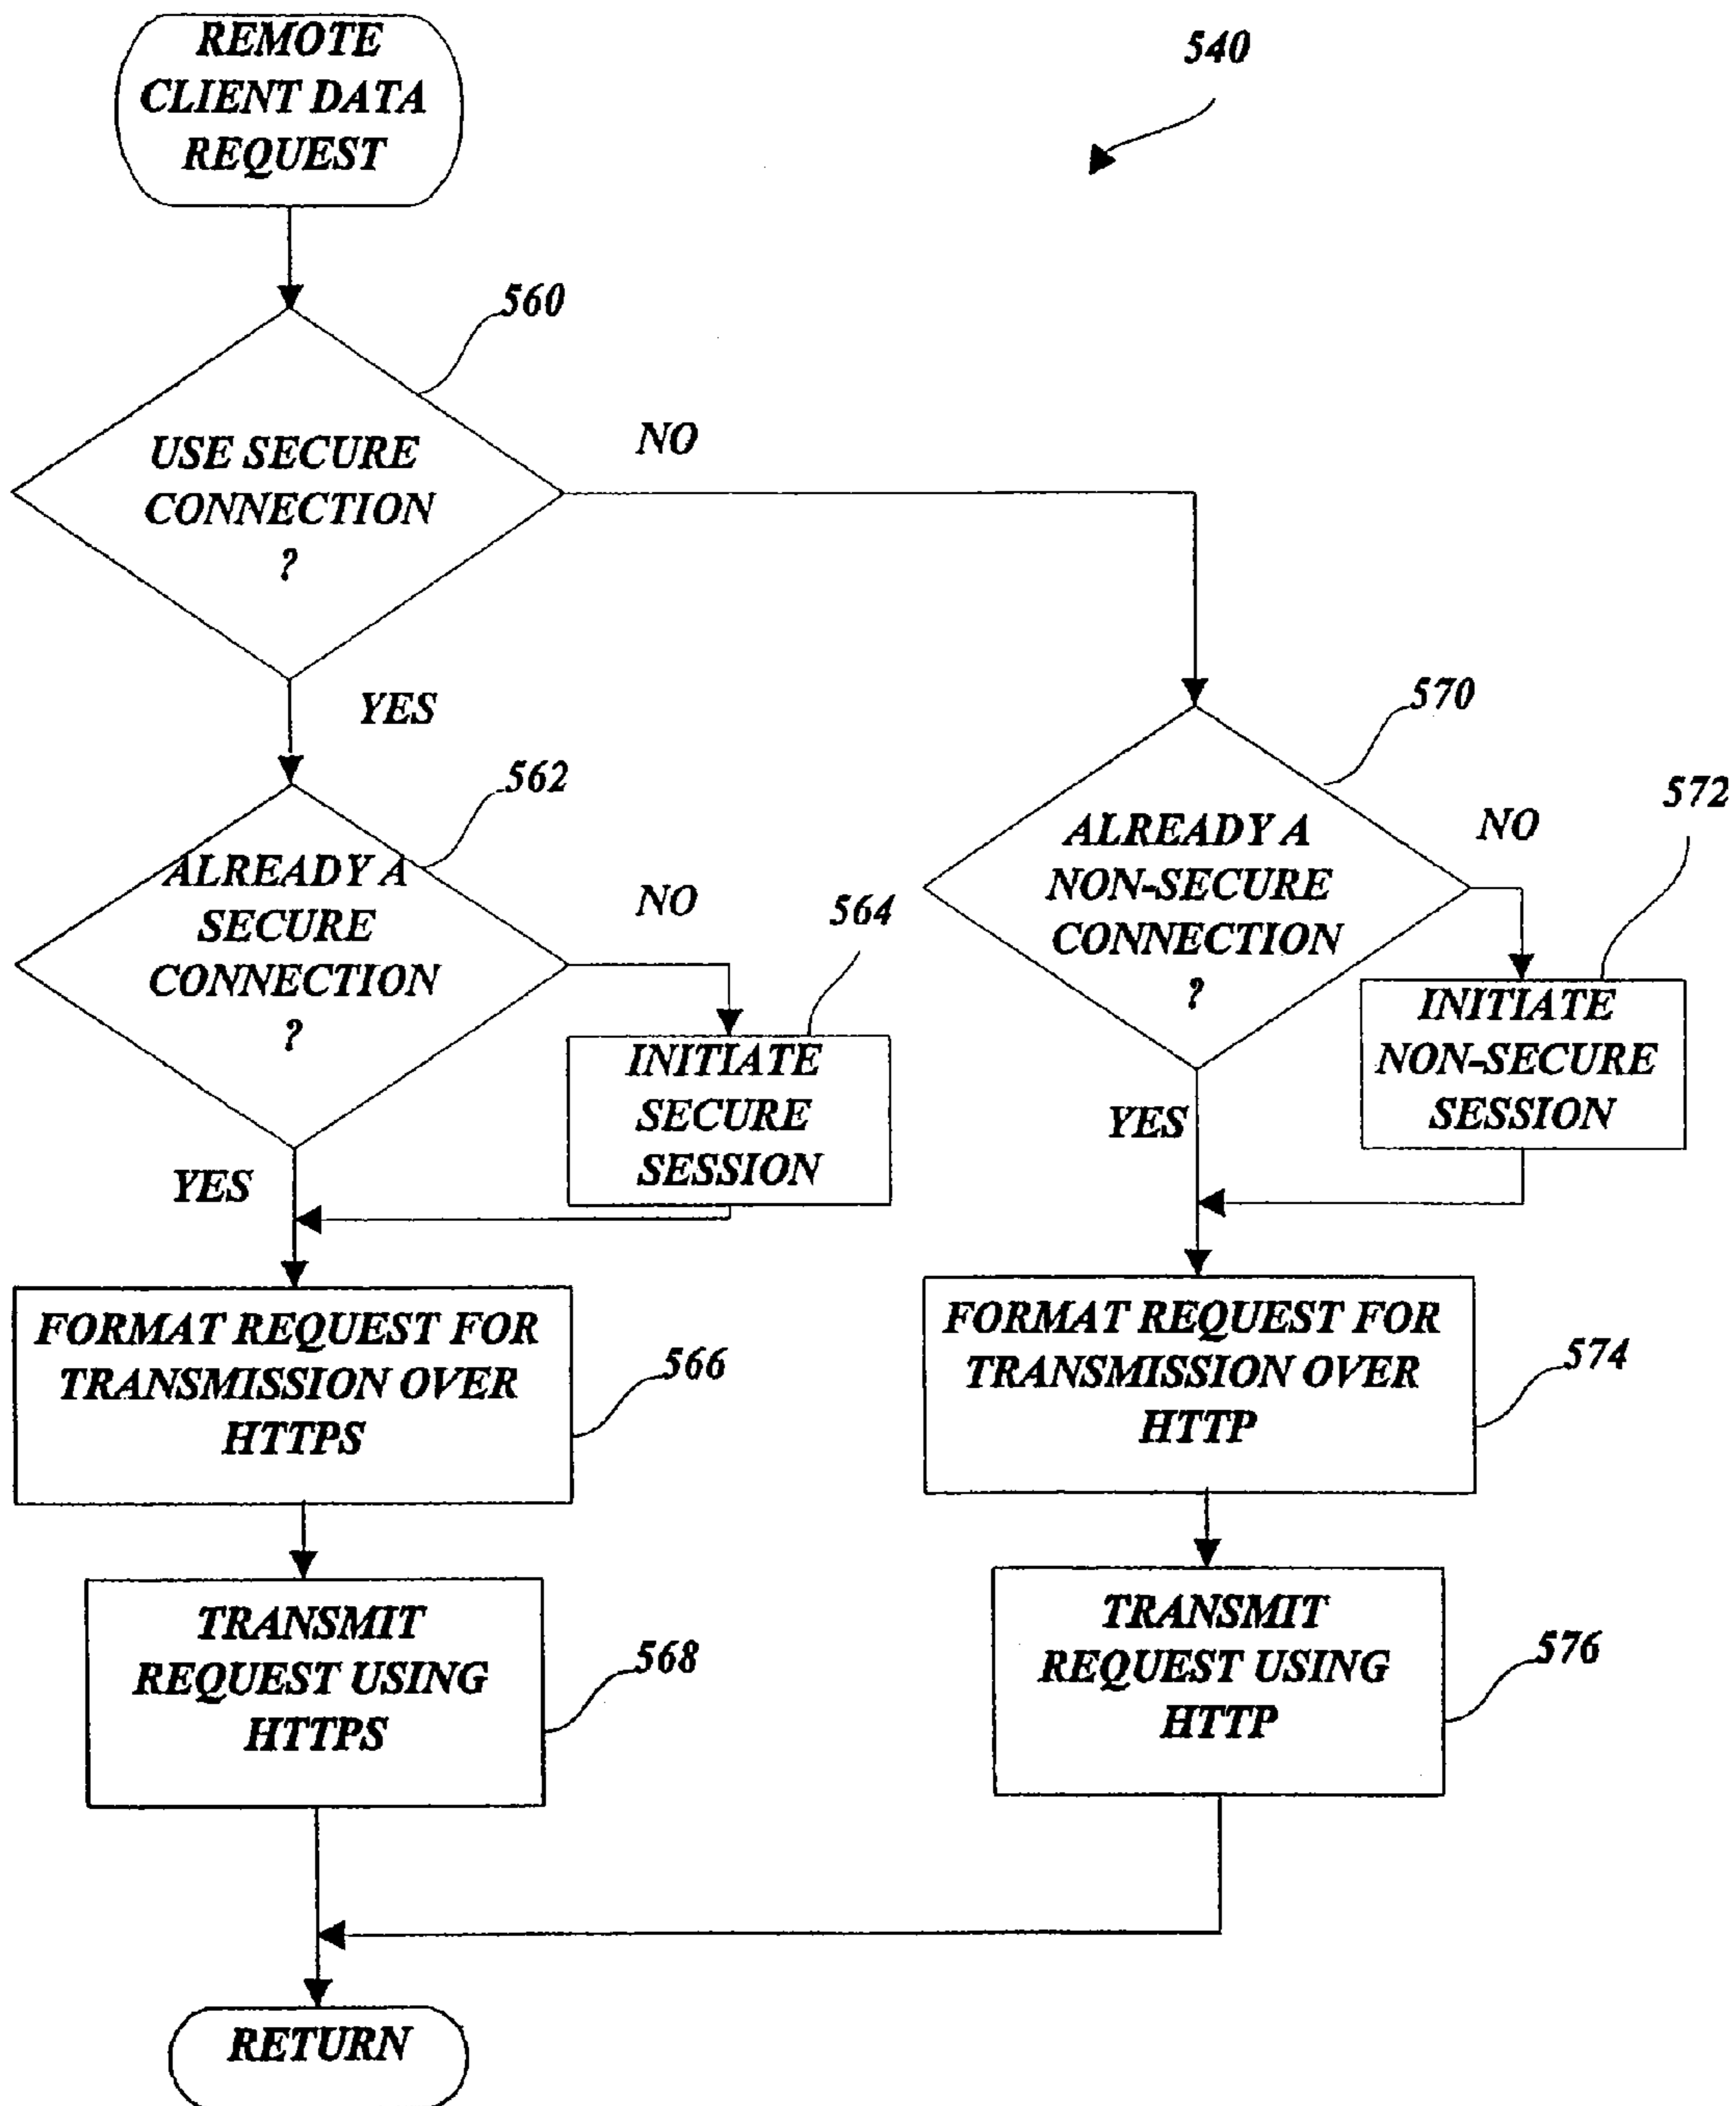 REMOTE
CLIENT DATA
REQUEST
540
560
USE SECURE
CONNECTION
?
NO
YES
562
ALREADY A
SECURE
CONNECTION
?
NO
564
INITIATE
SECURE
SESSION
YES
570
ALREADY A
NON-SECURE
CONNECTION
?
NO
572
INITIATE
NON-SECURE
SESSION
YES
FORMAT REQUEST FOR
TRANSMISSION OVER
HTTPS
566
FORMAT REQUEST FOR
TRANSMISSION OVER
HTTP
574
TRANSMIT
REQUEST USING
HTTPS
568
TRANSMIT
REQUEST USING
HTTP
576
RETURN